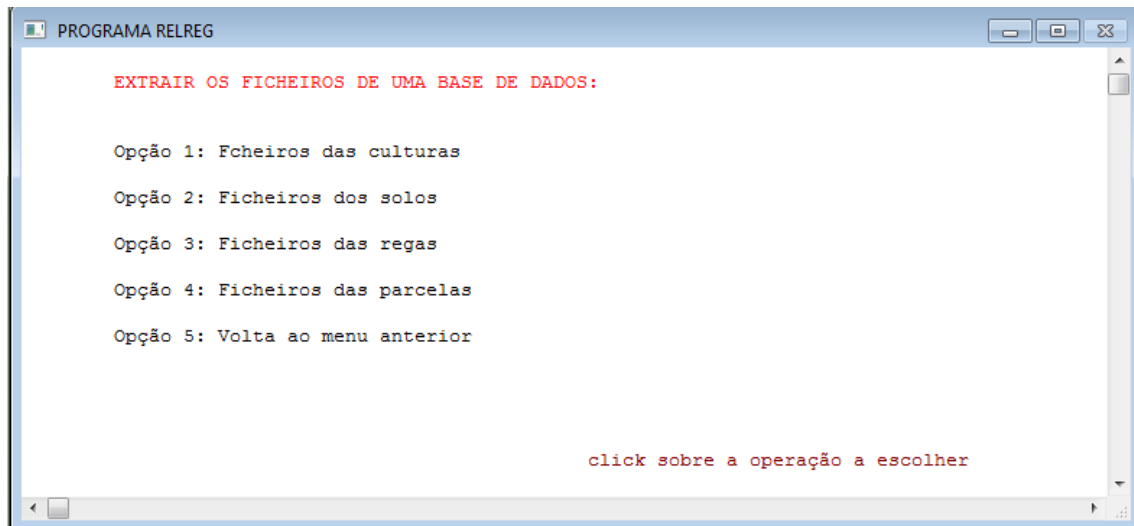 PROGRAMA RELREG
EXTRAIR OS FICHEIROS DE UMA BASE DE DADOS:
Opção 1: Fcheiros das culturas
Opção 2: Ficheiros dos solos
Opção 3: Ficheiros das regas
Opção 4: Ficheiros das parcelas
Opção 5: Volta ao menu anterior
click sobre a operação a escolher